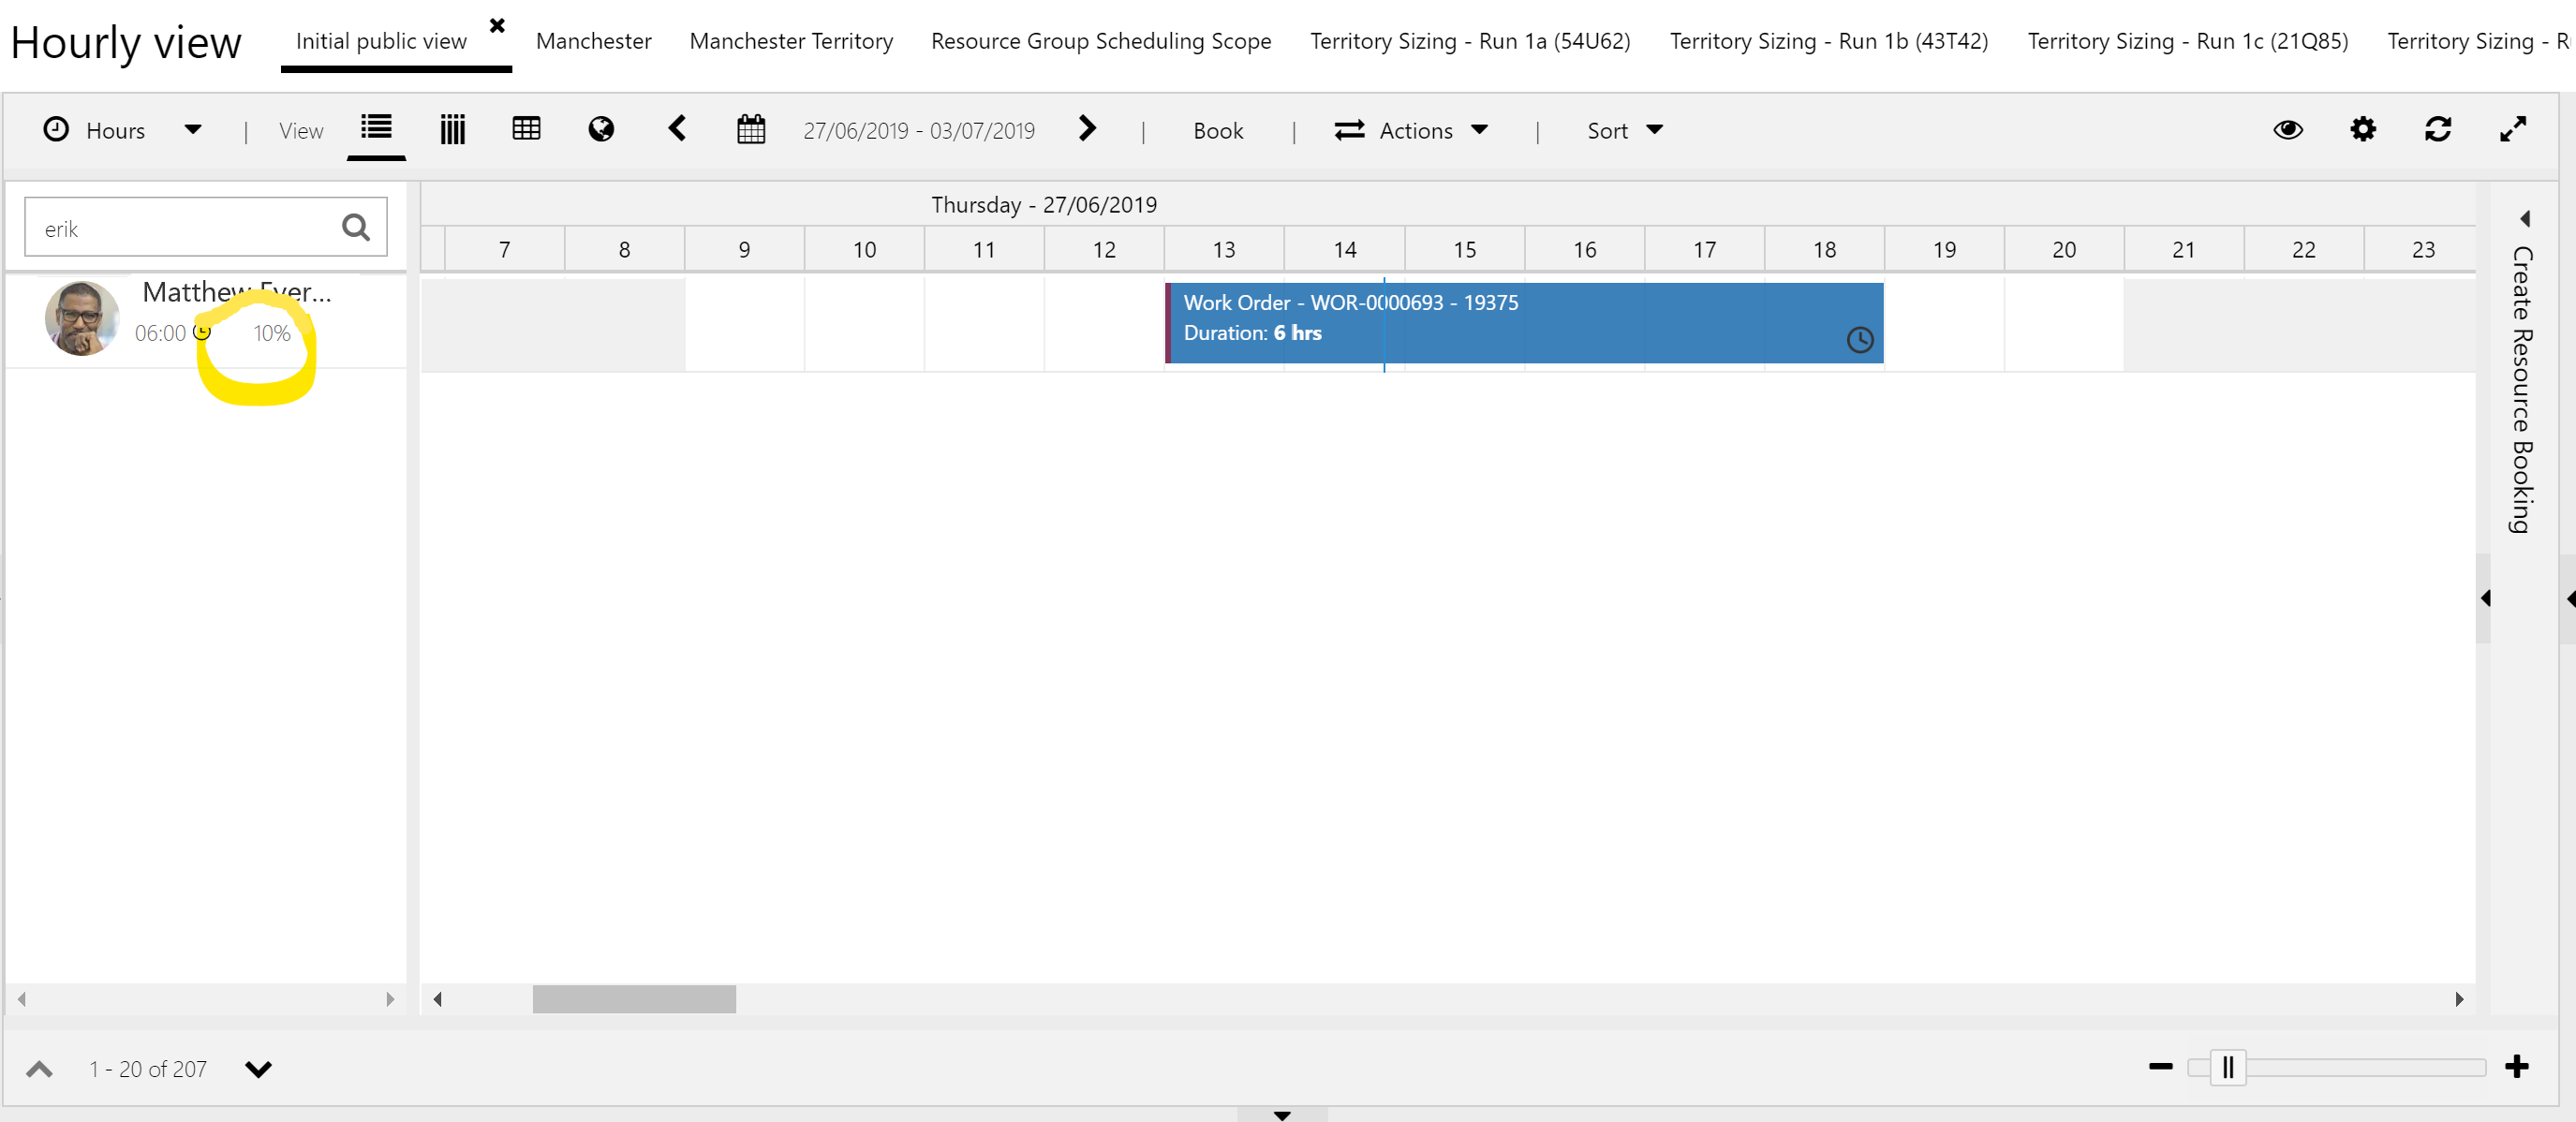 Hourly view
Initial public view
Manchester
Manchester Territory
Resource Group Scheduling Scope
Territory Sizing - Run 1a (54U62)
Territory Sizing - Run 1b (43T42)
Territory Sizing - Run 1c (21Q85)
Territory Sizing - R
Hours | View 27/06/2019 - 03/07/2019 | Book | Actions | Sort
erik
Thursday - 27/06/2019
7 8 9 10 11 12 13 14 15 16 17 18 19 20 21 22 23
Matthew Ever...
06:00 10%
Work Order - WOR-0000693 - 19375
Duration: 6 hrs
Create Resource Booking
1 - 20 of 207